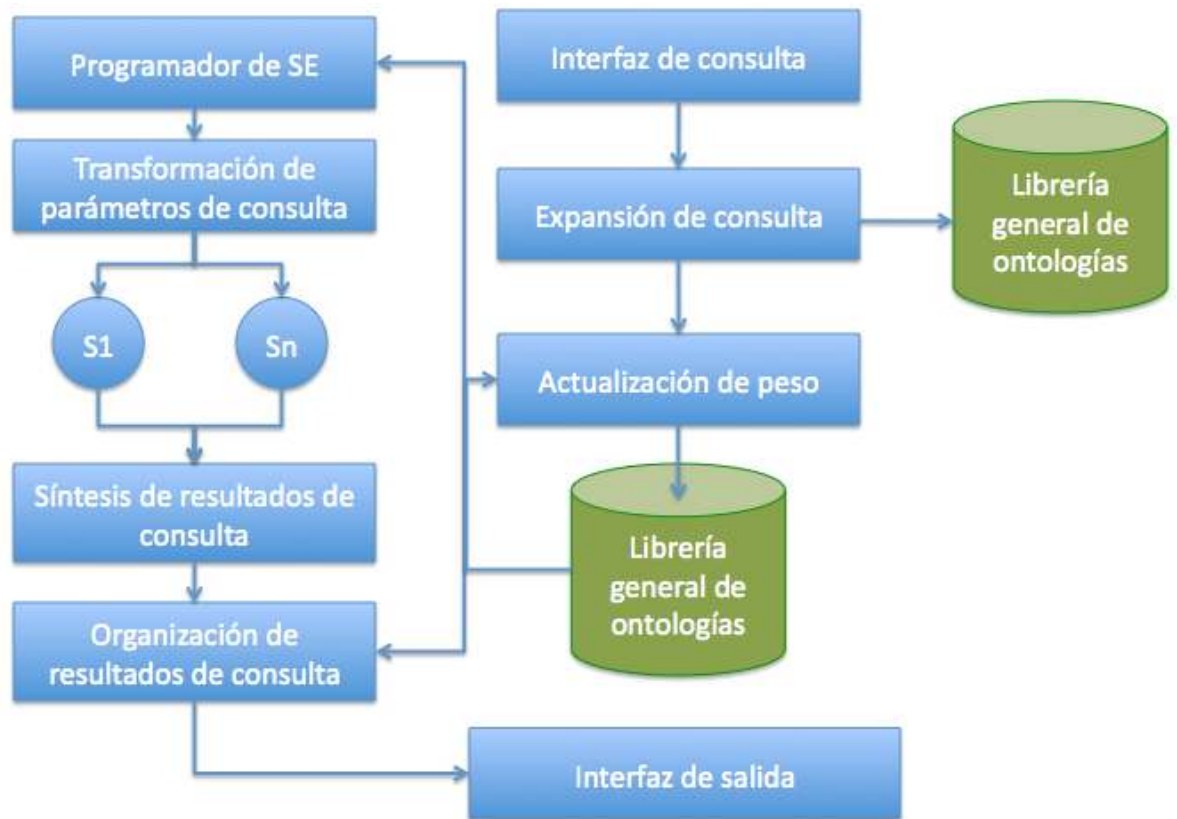 Programador de SE
Interfaz de consulta
Transformación de
parámetros de consulta
Expansión de consulta
Librería
general de
ontologías
S1
Sn
Actualización de peso
Síntesis de resultados de
consulta
Librería
general de
ontologías
Organización de
resultados de consulta
Interfaz de salida